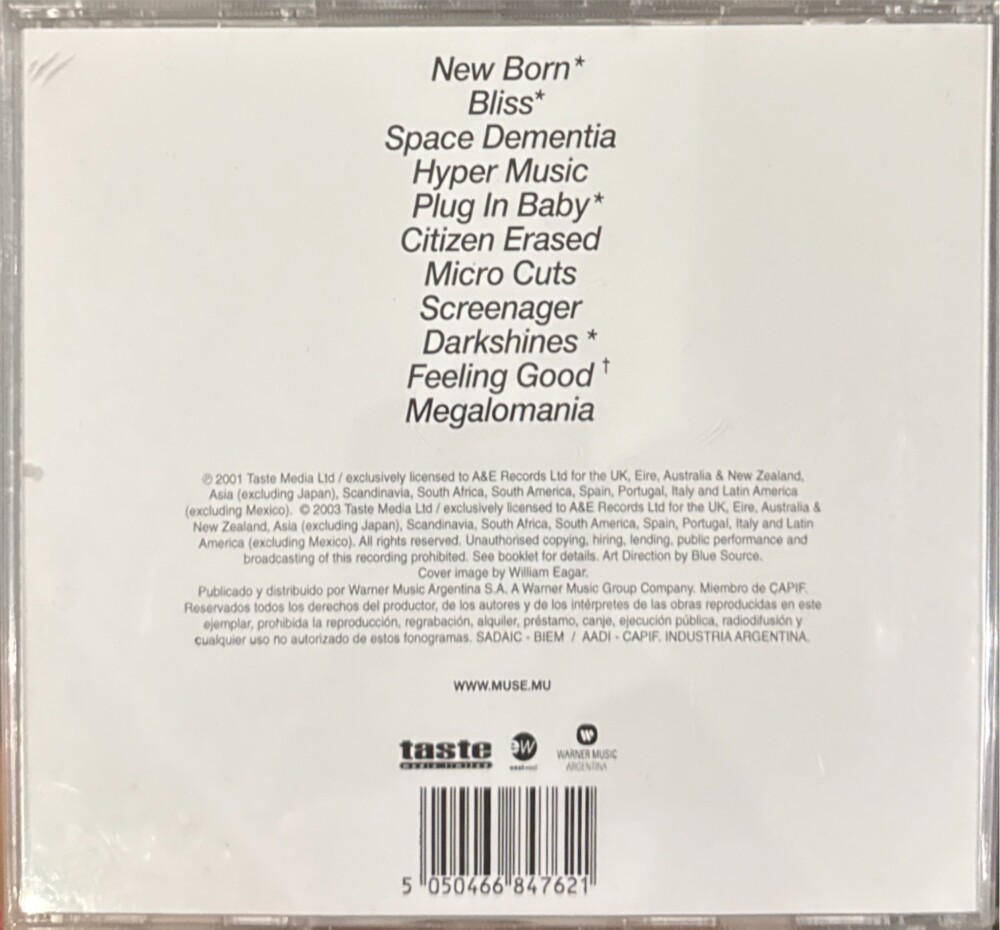 New Born*
Bliss*
Space Dementia
Hyper Music
Plug In Baby*
Citizen Erased
Micro Cuts
Screenager
Darkshines *
Feeling Good †
Megalomania
℗ 2001 Taste Media Ltd / exclusively licensed to A&E Records Ltd for the UK, Eire, Australia & New Zealand,
Asia (excluding Japan), Scandinavia, South Africa, South America, Spain, Portugal, Italy and Latin America
(excluding Mexico). © 2003 Taste Media Ltd / exclusively licensed to A&E Records Ltd for the UK, Eire, Australia &
New Zealand, Asia (excluding Japan), Scandinavia, South Africa, South America, Spain, Portugal, Italy and Latin
America (excluding Mexico). All rights reserved. Unauthorised copying, hiring, lending, public performance and
broadcasting of this recording prohibited. See booklet for details. Art Direction by Blue Source.
Cover image by William Eagar.
Publicado y distribuido por Warner Music Argentina S.A. A Warner Music Group Company. Miembro de CAPIF.
Reservados todos los derechos del productor, de los autores y de los intérpretes de las obras reproducidas en este
ejemplar, prohibida la reproducción, regrabación, alquiler, préstamo, canje, ejecución pública, radiodifusión y
cualquier uso no autorizado de estos fonogramas. SADAIC - BIEM / AADI - CAPIF. INDUSTRIA ARGENTINA.
WWW.MUSE.MU
taste
media limited
ew
eastwest
WARNER MUSIC
ARGENTINA
5 050466 847621